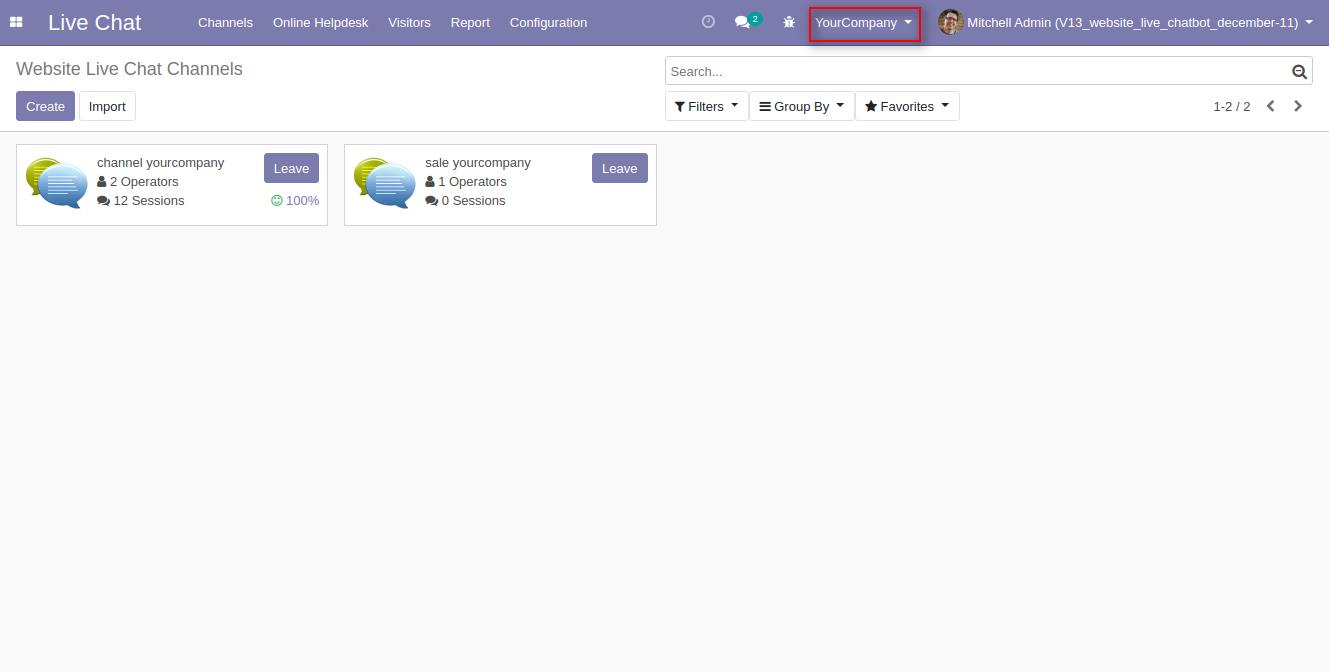 Live Chat Channels Online Helpdesk Visitors Report Configuration 2 YourCompany Mitchell Admin (V13_website_live_chatbot_december-11)
Website Live Chat Channels
Search...
Create Import
Filters Group By Favorites 1-2 / 2
channel yourcompany Leave
2 Operators
12 Sessions 100%
sale yourcompany Leave
1 Operators
0 Sessions